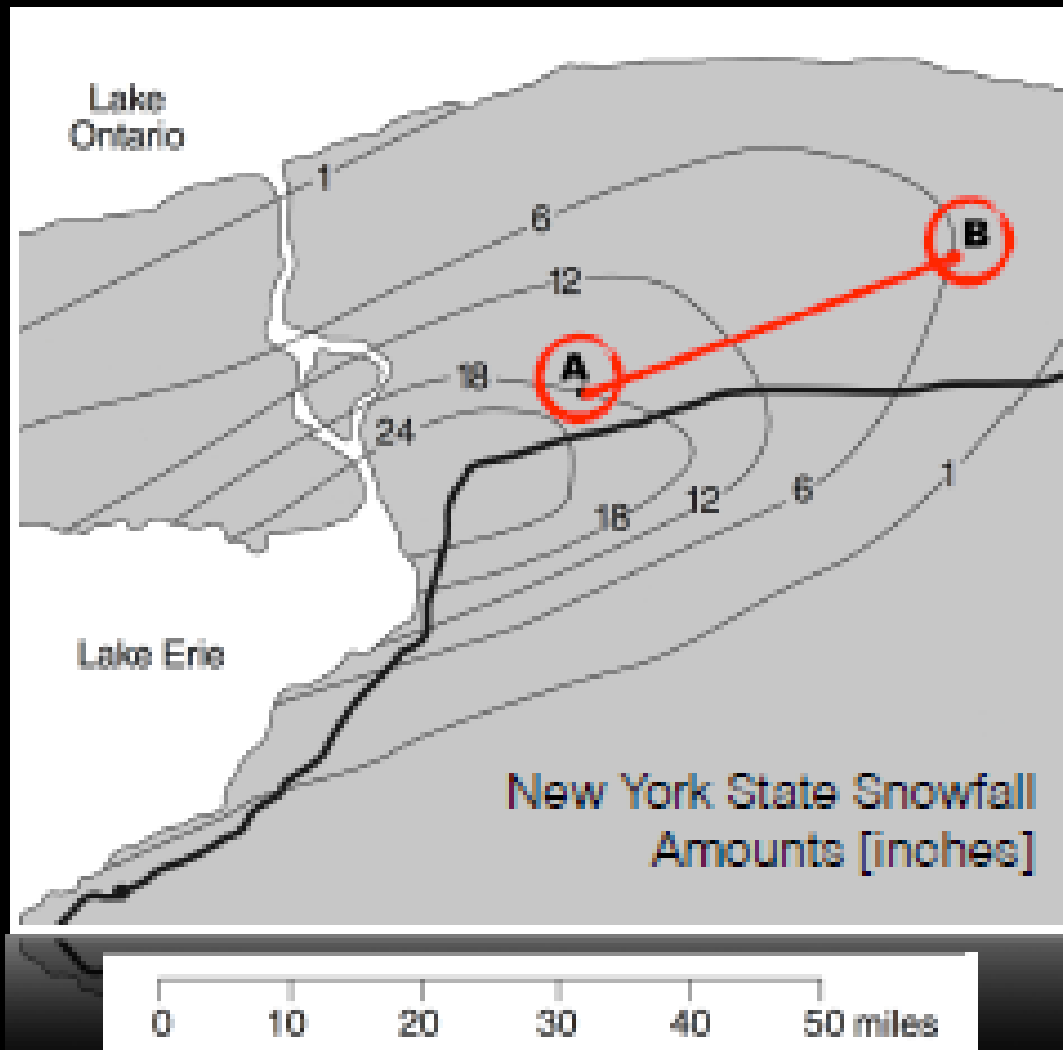 Lake
Ontario
1
6
B
12
A
18
24
1
6
12
18
Lake Erie
New York State Snowfall
Amounts [inches]
0 10 20 30 40 50 miles